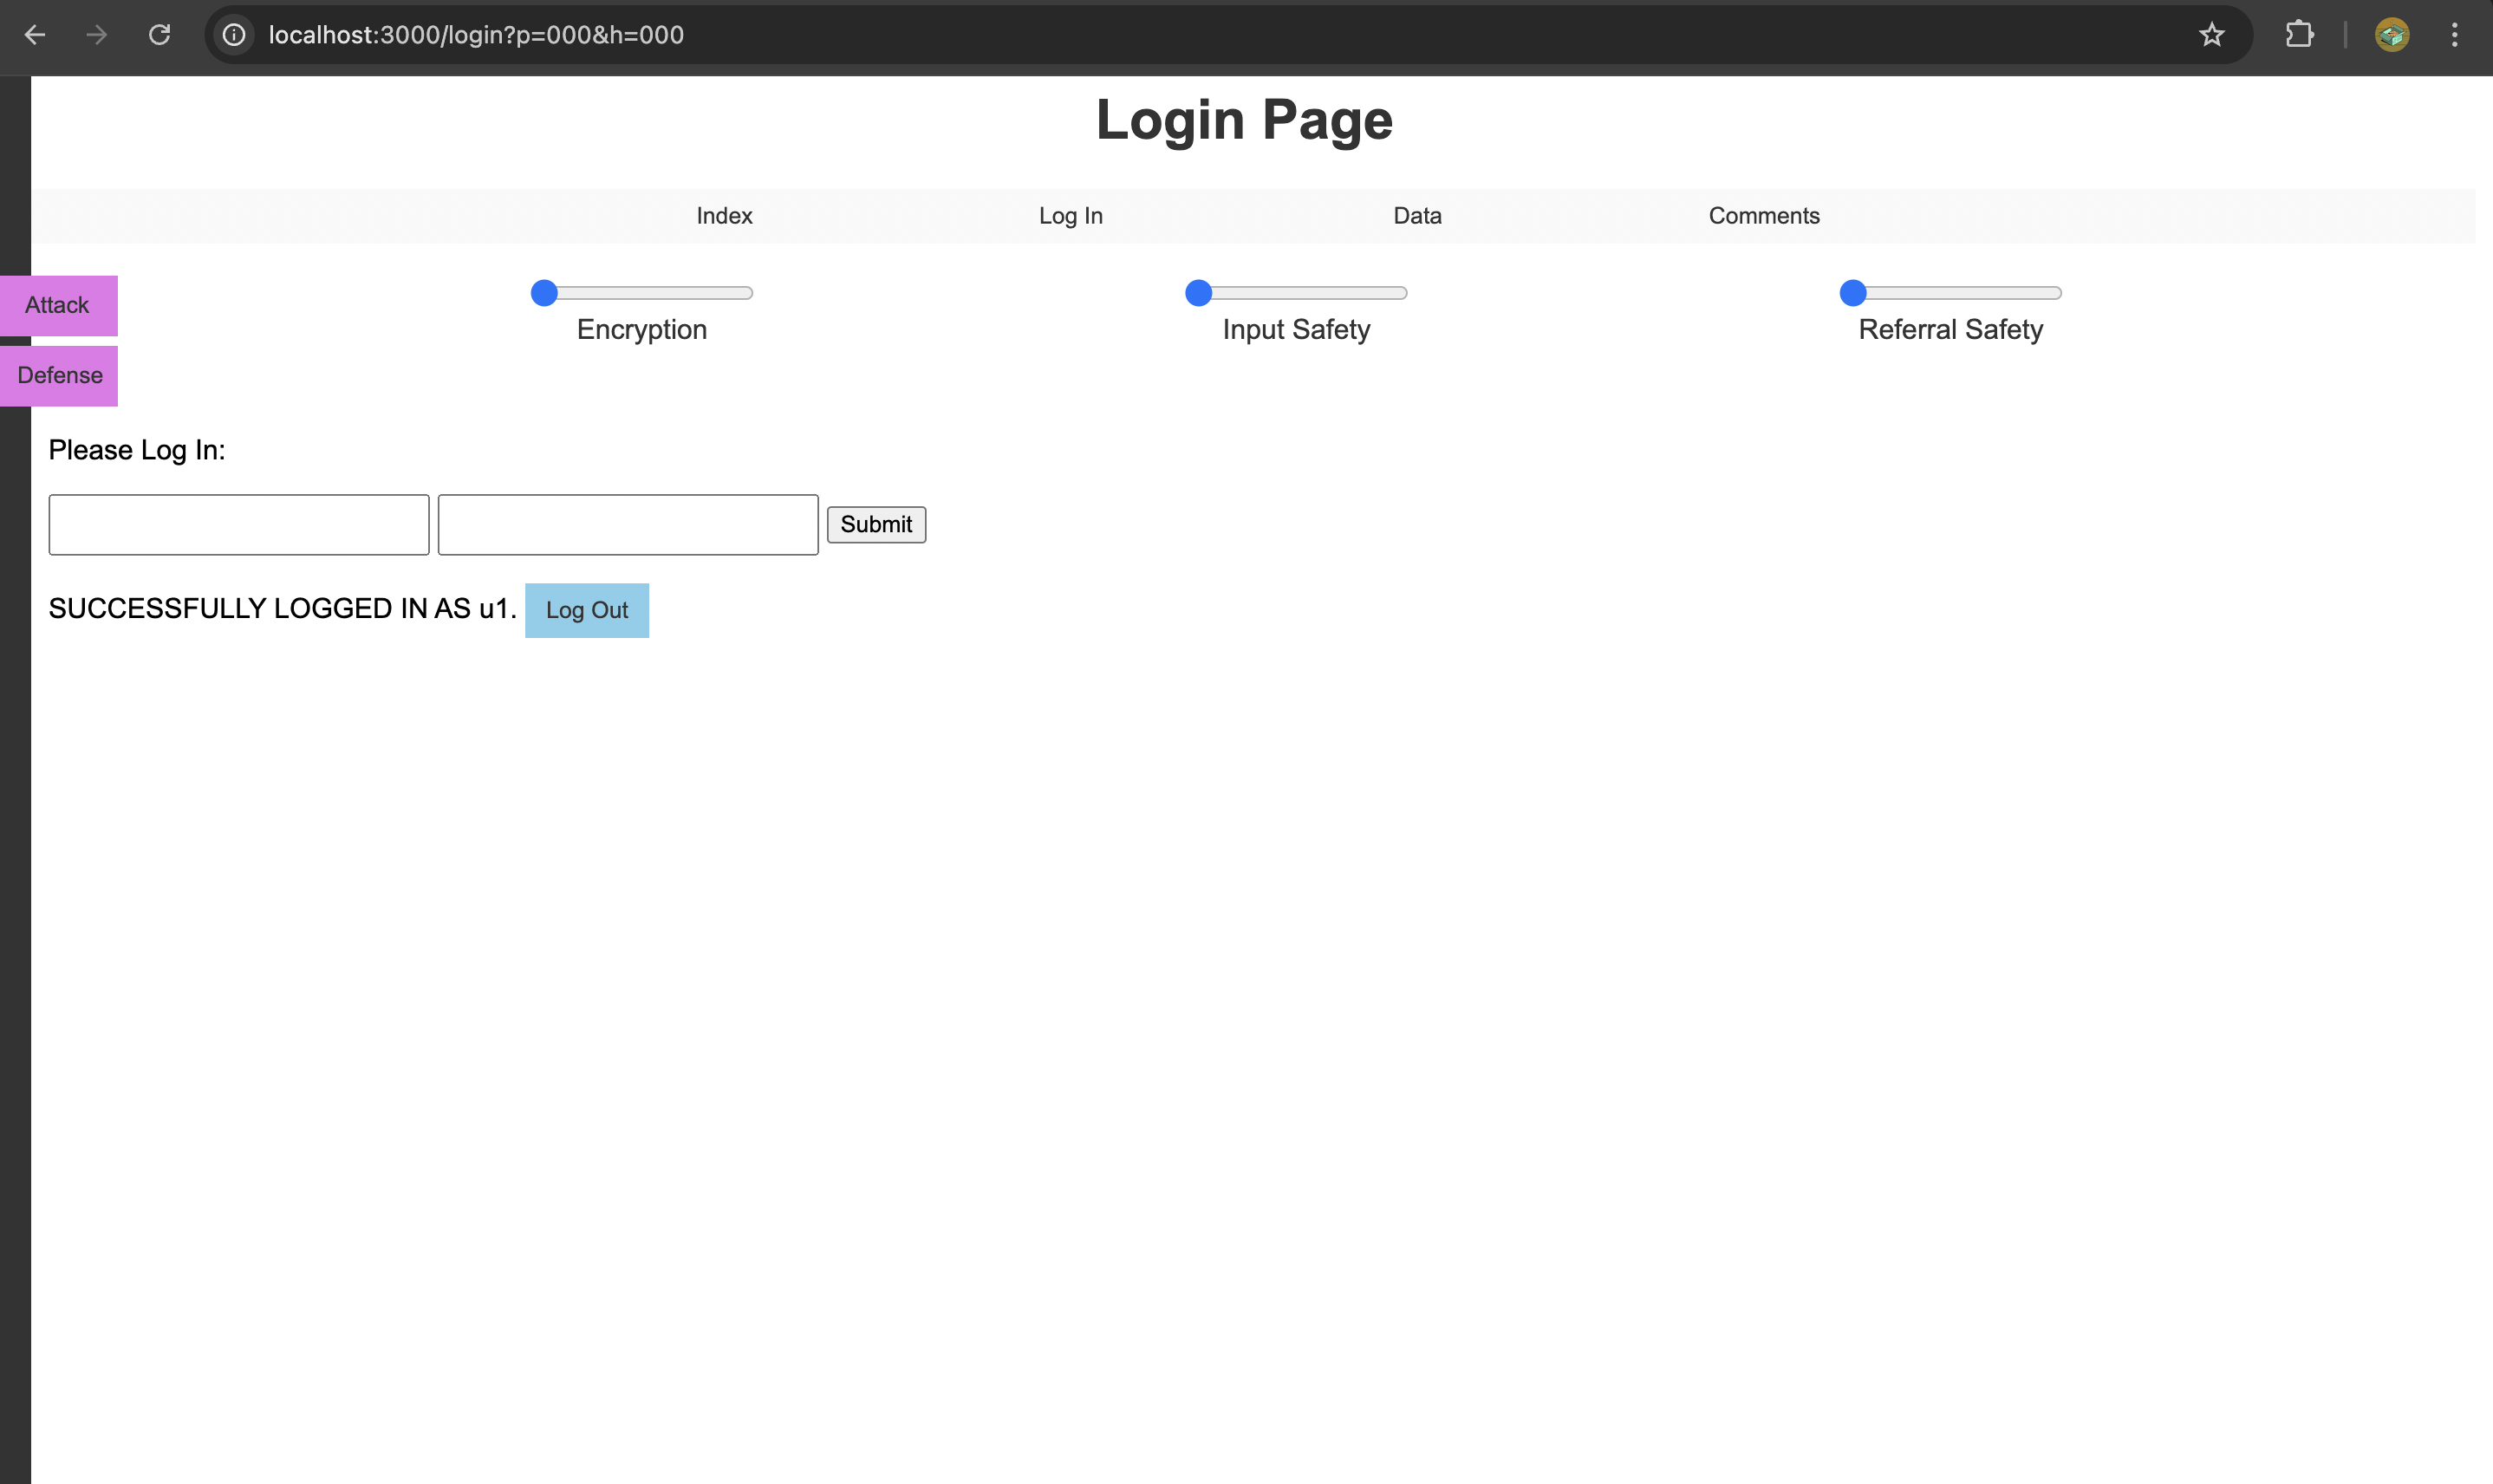 localhost:3000/login?p=000&h=000
Login Page
Index Log In Data Comments
Attack
Encryption Input Safety Referral Safety
Defense
Please Log In:
Submit
SUCCESSFULLY LOGGED IN AS u1. Log Out